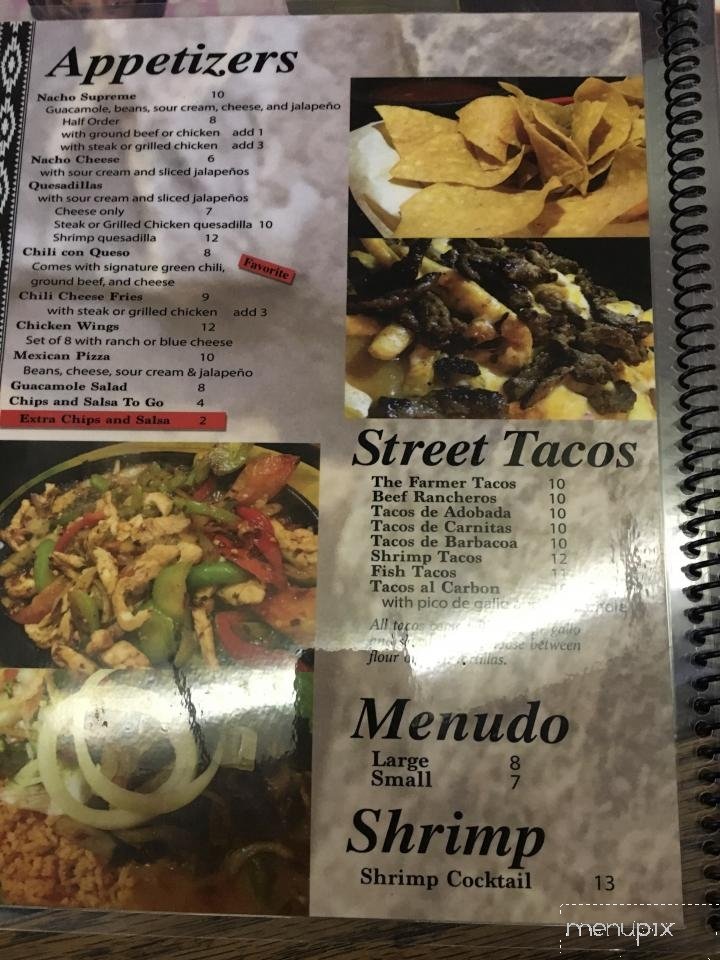 Appetizers
Nacho Supreme 10
Guacamole, beans, sour cream, cheese, and jalapeño
Half Order 8
with ground beef or chicken add 1
with steak or grilled chicken add 3
Nacho Cheese 6
with sour cream and sliced jalapeños
Quesadillas
with sour cream and sliced jalapeños
Cheese only 7
Steak or Grilled Chicken quesadilla 10
Shrimp quesadilla 12
Chili con Queso 8
Favorite
Comes with signature green chili,
ground beef, and cheese
Chili Cheese Fries 9
with steak or grilled chicken add 3
Chicken Wings 12
Set of 8 with ranch or blue cheese
Mexican Pizza 10
Beans, cheese, sour cream & jalapeño
Guacamole Salad 8
Chips and Salsa To Go 4
Extra Chips and Salsa 2
Street Tacos
The Farmer Tacos 10
Beef Rancheros 10
Tacos de Adobada 10
Tacos de Carnitas 10
Tacos de Barbacoa 10
Shrimp Tacos 12
Fish Tacos
Tacos al Carbon
with pico de gallo
All tacos
between
flour
Menudo
Large 8
Small 7
Shrimp
Shrimp Cocktail 13
menupix